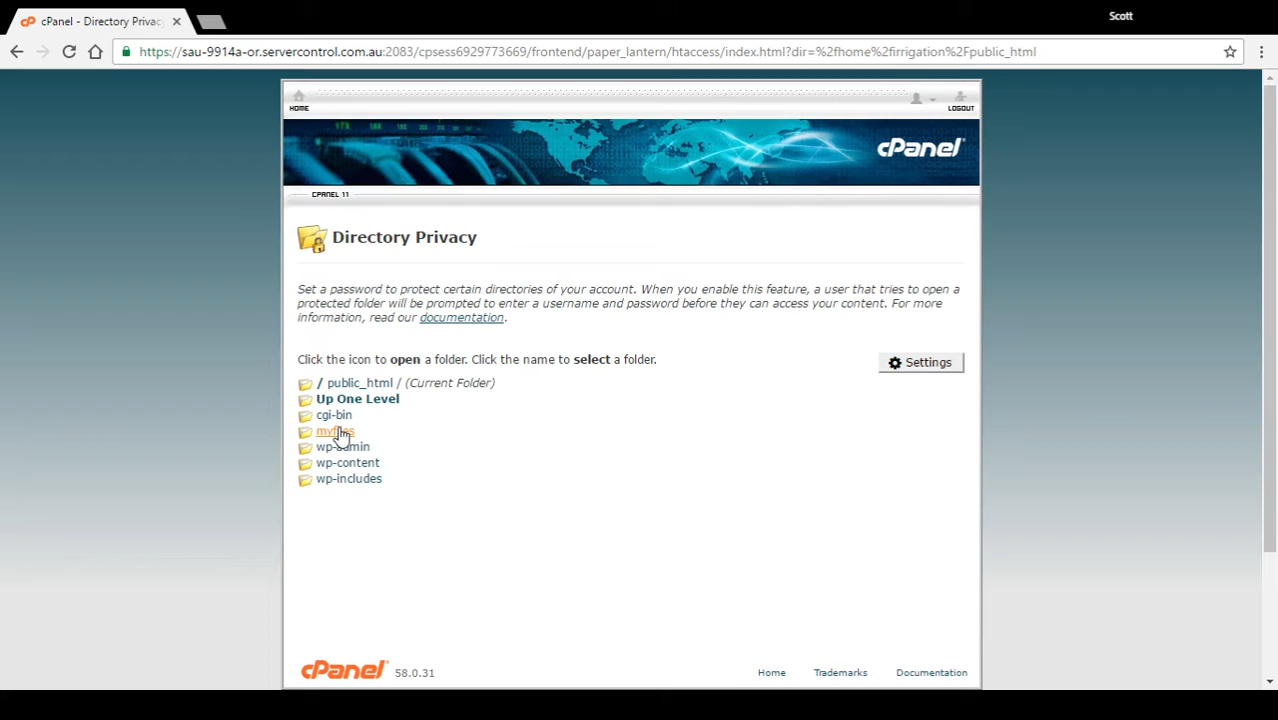 Scott
cPanel - Directory Privac
https://sau-9914a-or.servercontrol.com.au:2083/cpsess6929773669/frontend/paper_lantern/htaccess/index.html?dir=%2fhome%2firrigation%2Fpublic_html
HOME
LOGOUT
cPanel
CPANEL 11
Directory Privacy
Set a password to protect certain directories of your account. When you enable this feature, a user that tries to open a
protected folder will be prompted to enter a username and password before they can access your content. For more
information, read our documentation.
Click the icon to open a folder. Click the name to select a folder.
Settings
/ public_html / (Current Folder)
Up One Level
cgi-bin
myfiles
wp-admin
wp-content
wp-includes
cPanel 58.0.31
Home Trademarks Documentation